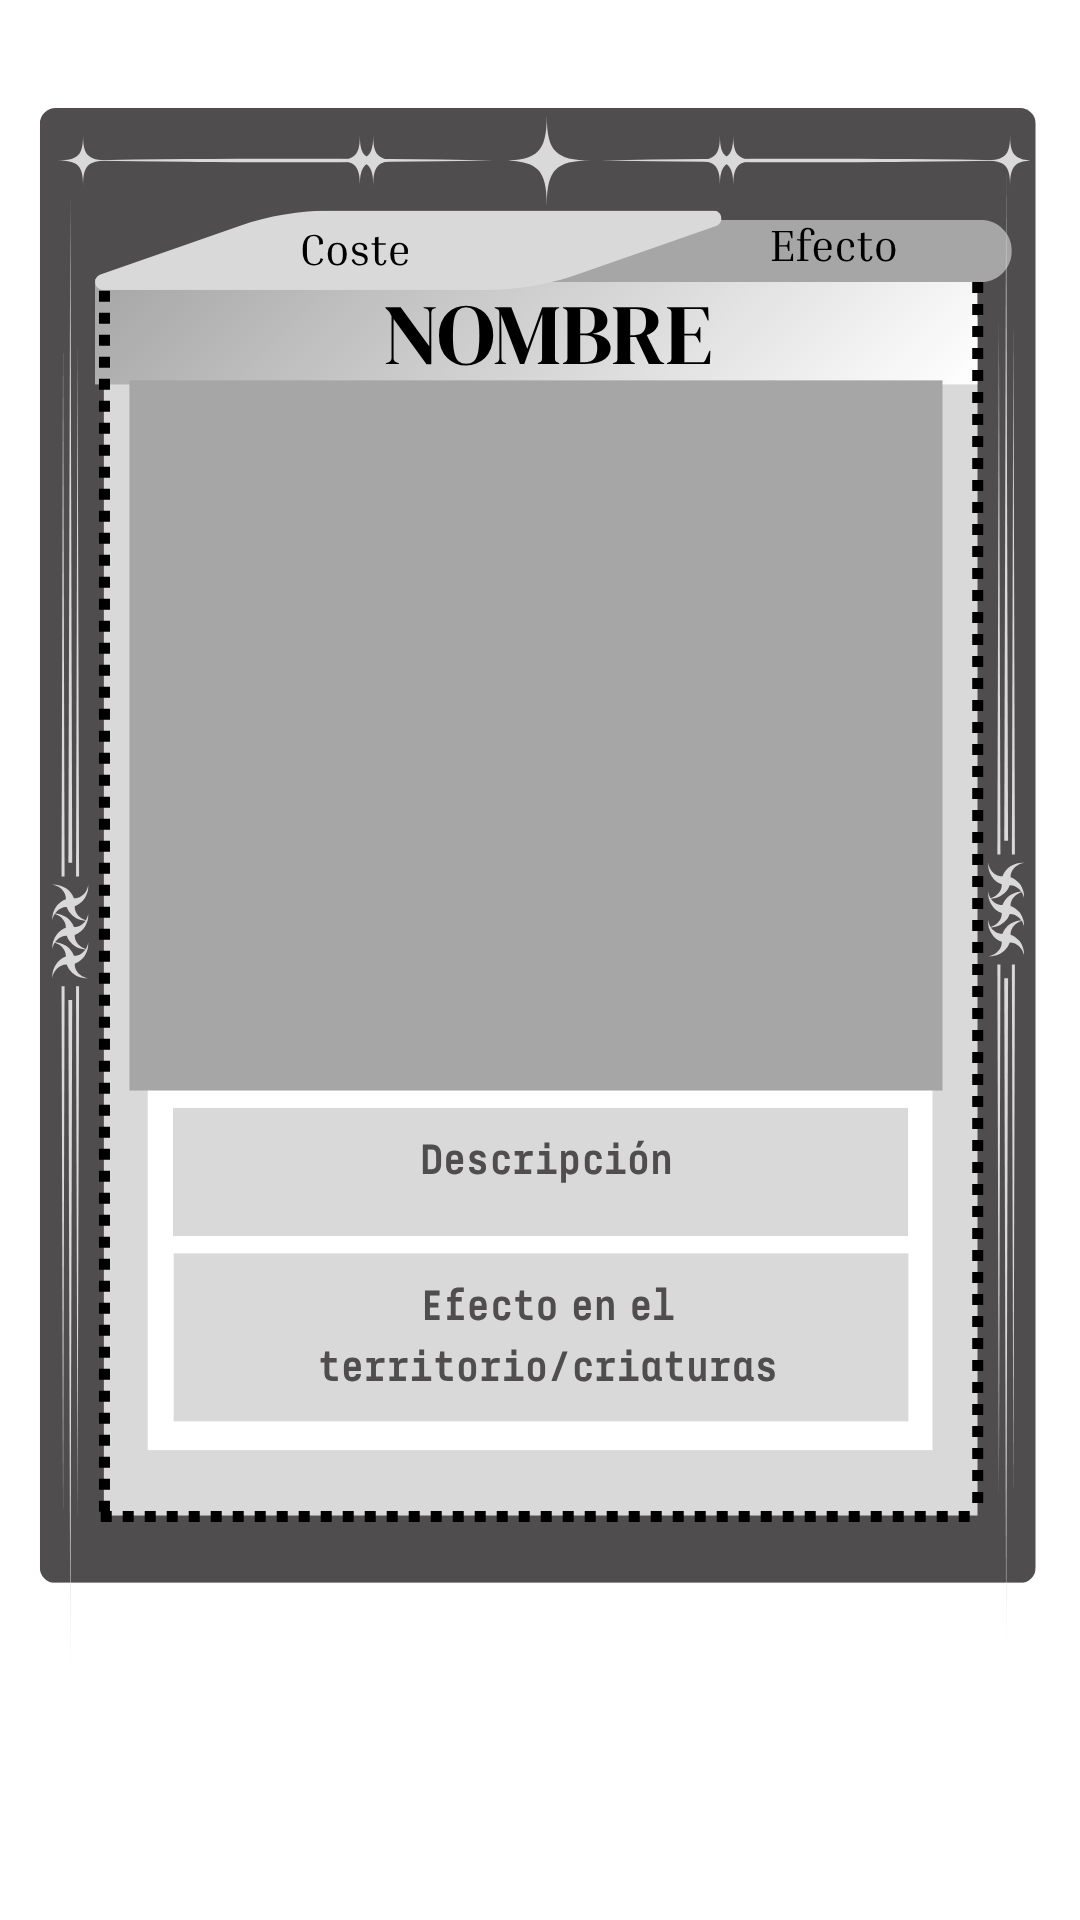 Coste
Efecto
NOMBRE
Descripción
Efecto en el
territorio/criaturas